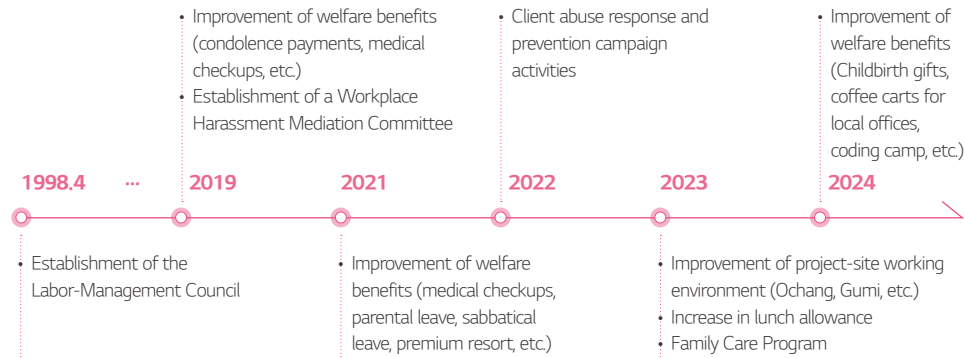 • Improvement of welfare benefits
(condolence payments, medical
checkups, etc.)
• Establishment of a Workplace
Harassment Mediation Committee
• Client abuse response and
prevention campaign
activities
• Improvement of
welfare benefits
(Childbirth gifts,
coffee carts for
local offices,
coding camp, etc.)
1998.4 ... 2019 2021 2022 2023 2024
• Establishment of the
Labor-Management Council
• Improvement of welfare
benefits (medical checkups,
parental leave, sabbatical
leave, premium resort, etc.)
• Improvement of project-site working
environment (Ochang, Gumi, etc.)
• Increase in lunch allowance
• Family Care Program